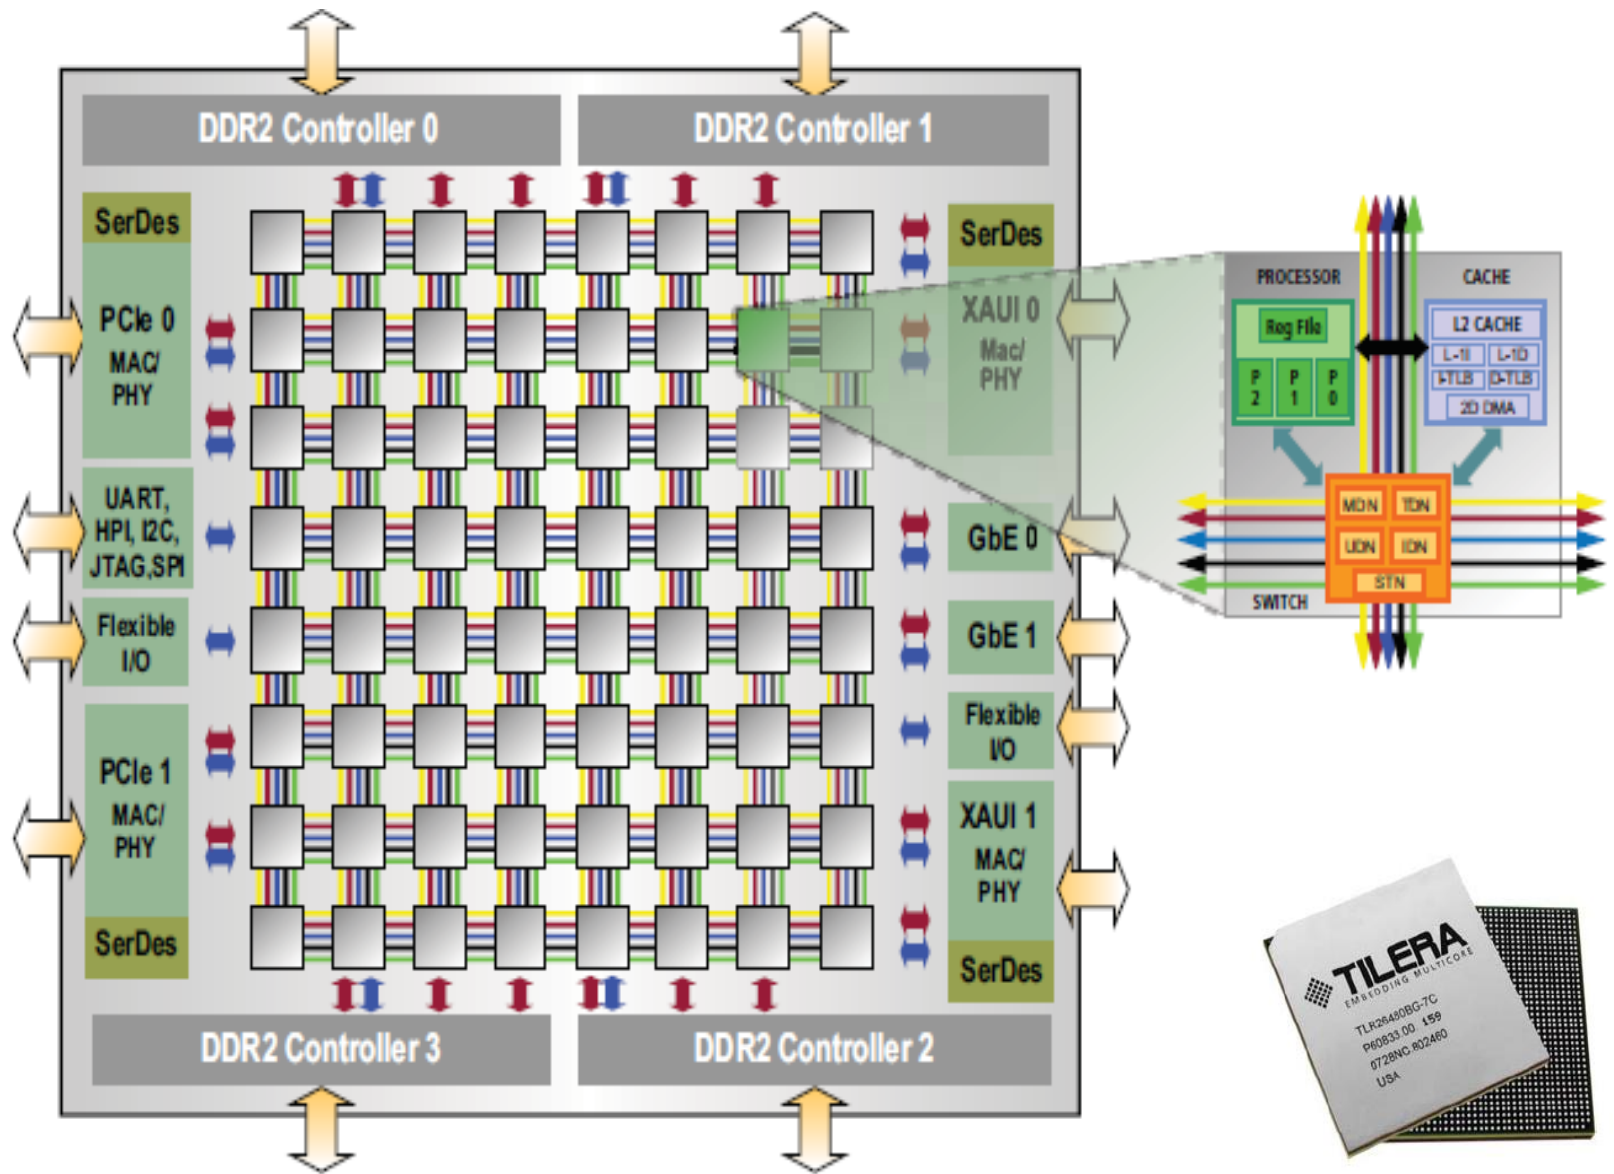 DDR2 Controller 0
DDR2 Controller 1
SerDes
PCIe 0
MAC/
PHY
UART,
HPI, I2C,
JTAG,SPI
Flexible
I/O
PCIe 1
MAC/
PHY
SerDes
SerDes
XAUI 0
Mac/
PHY
GbE 0
GbE 1
Flexible
I/O
XAUI 1
MAC/
PHY
SerDes
DDR2 Controller 3
DDR2 Controller 2
PROCESSOR
CACHE
Reg File
P
2
P
1
P
0
L2 CACHE
L-1I
L-1D
I-TLB
D-TLB
2D DMA
MDN
TDN
UDN
IDN
STN
SWITCH
TILERA
EMBEDDING MULTICORE
TLR26480BG-7C
P60833.00 159
0728NC.802460
USA